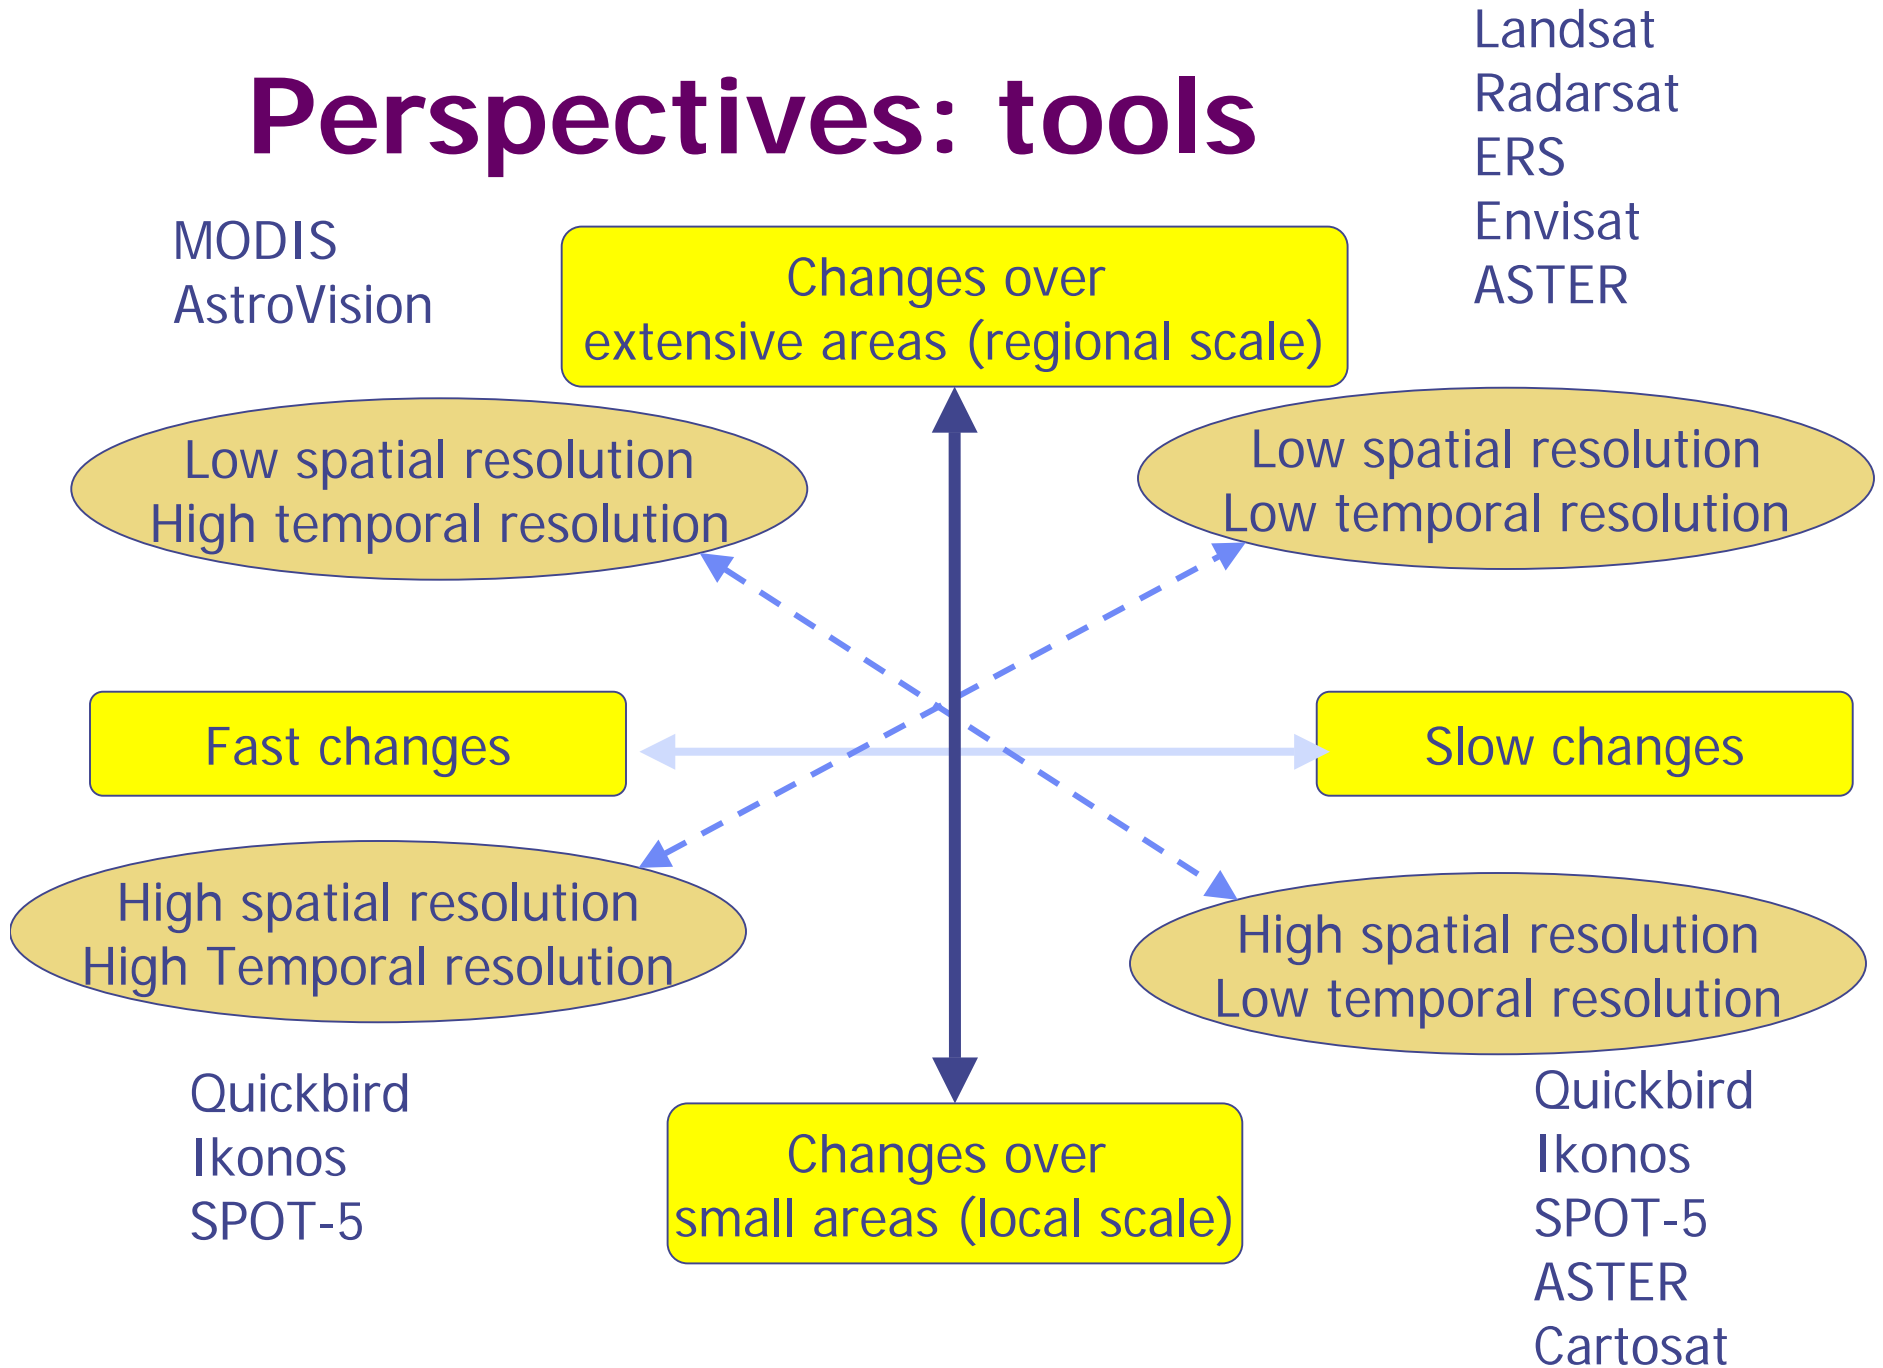 Perspectives: tools
Landsat
Radarsat
ERS
Envisat
ASTER
MODIS
AstroVision
Changes over
extensive areas (regional scale)
Low spatial resolution
High temporal resolution
Low spatial resolution
Low temporal resolution
Fast changes
Slow changes
High spatial resolution
High Temporal resolution
High spatial resolution
Low temporal resolution
Quickbird
Ikonos
SPOT-5
Changes over
small areas (local scale)
Quickbird
Ikonos
SPOT-5
ASTER
Cartosat